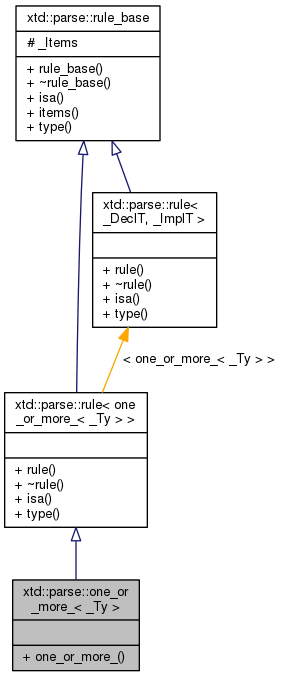 xtd::parse::rule_base
# _Items
+ rule_base()
+ ~rule_base()
+ isa()
+ items()
+ type()
xtd::parse::rule<
_DeclT, _ImplT >
+ rule()
+ ~rule()
+ isa()
+ type()
< one_or_more_< _Ty > >
xtd::parse::rule< one
_or_more_< _Ty > >
+ rule()
+ ~rule()
+ isa()
+ type()
xtd::parse::one_or
_more_< _Ty >
+ one_or_more_()